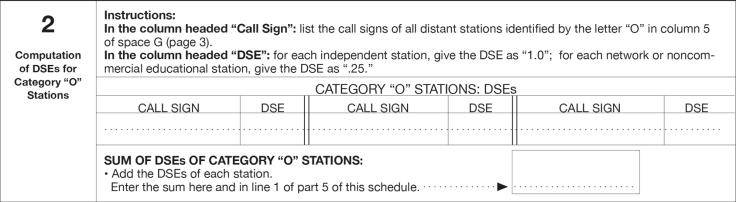 2
Computation
of DSEs for
Category “O”
Stations
Instructions:
In the column headed “Call Sign”: list the call signs of all distant stations identified by the letter “O” in column 5
of space G (page 3).
In the column headed “DSE”: for each independent station, give the DSE as “1.0”; for each network or noncom-
mercial educational station, give the DSE as “.25.”
CATEGORY “O” STATIONS: DSEs
CALL SIGN DSE CALL SIGN DSE CALL SIGN DSE
SUM OF DSEs OF CATEGORY “O” STATIONS:
• Add the DSEs of each station.
Enter the sum here and in line 1 of part 5 of this schedule.